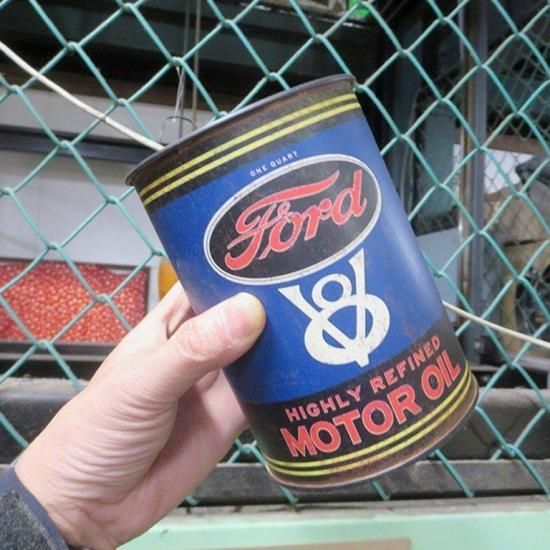 ONE QUART
Ford
V8
HIGHLY REFINED
MOTOR OIL